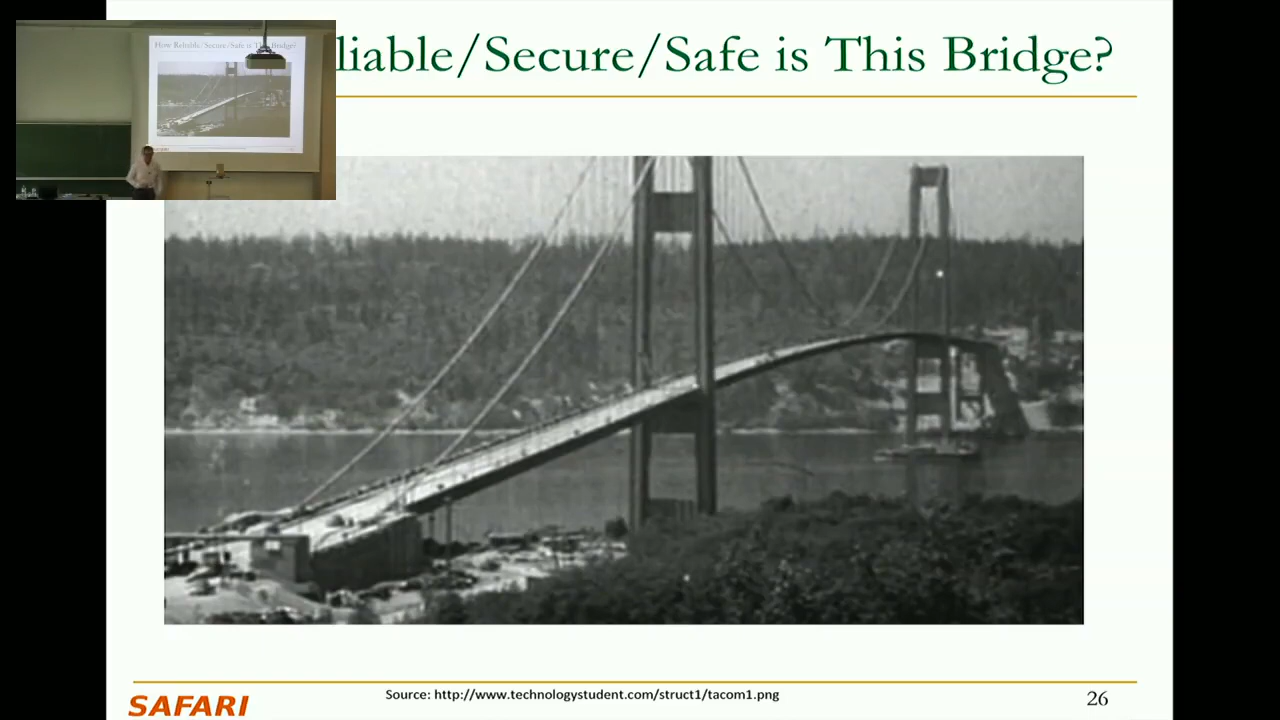 How Reliable/Secure/Safe is This Bridge?
liable/Secure/Safe is This Bridge?
SAFARI
Source: http://www.technologystudent.com/struct1/tacom1.png
26